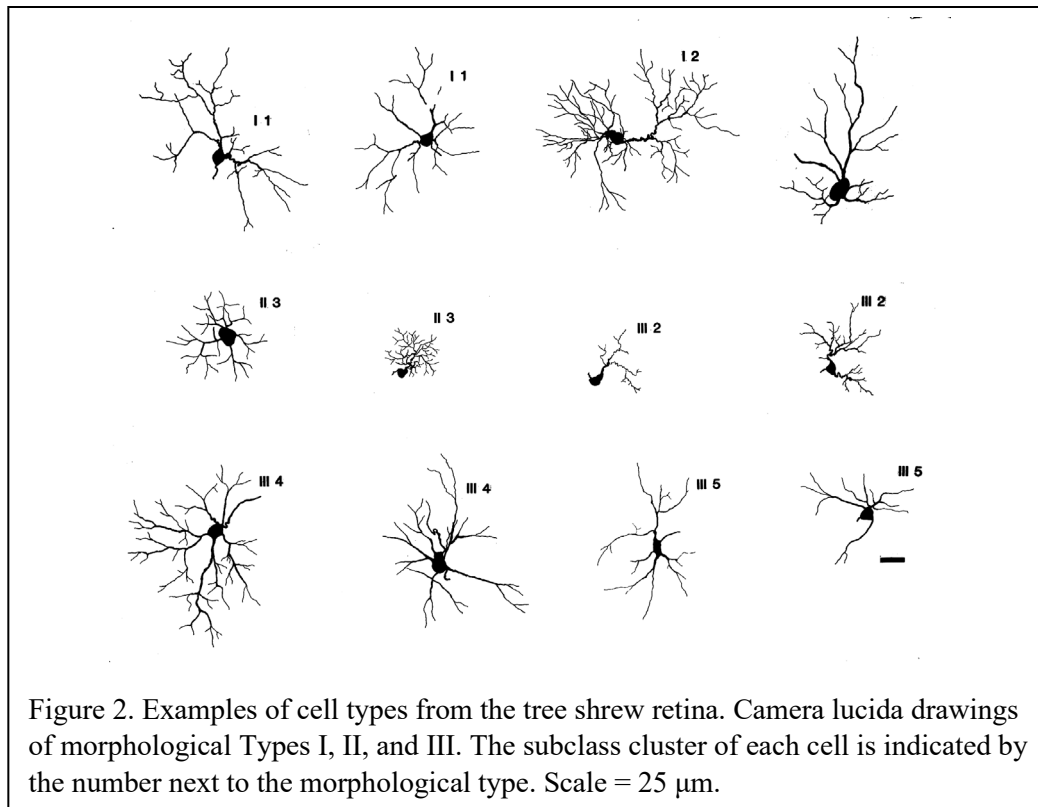 I 1
I 1
I 2
II 3
II 3
III 2
III 2
III 4
III 4
III 5
III 5
Figure 2. Examples of cell types from the tree shrew retina. Camera lucida drawings
of morphological Types I, II, and III. The subclass cluster of each cell is indicated by
the number next to the morphological type. Scale = 25 μm.